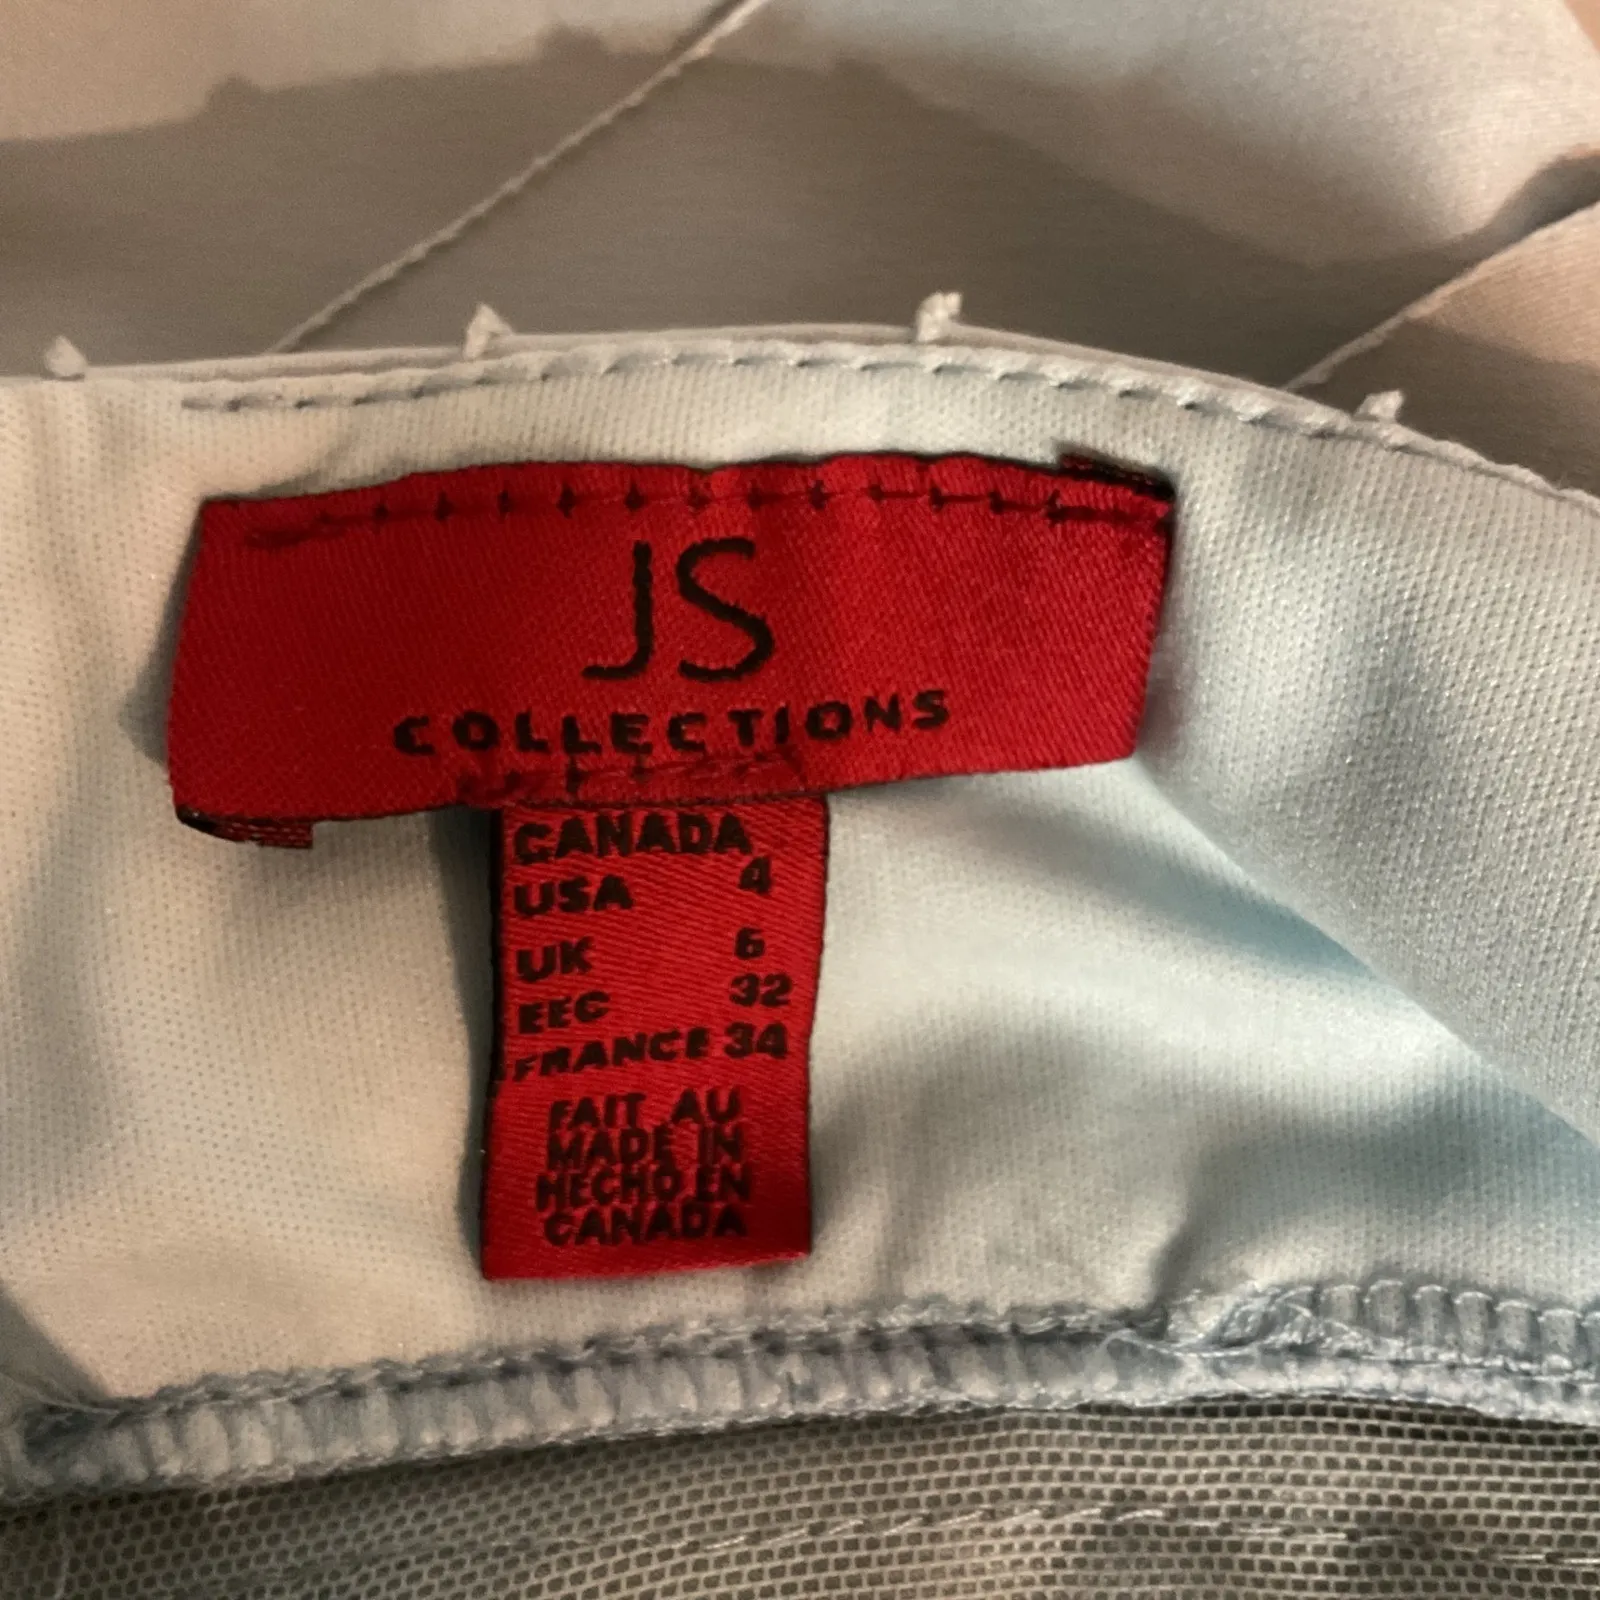 JS
COLLECTIONS
CANADA
USA 4
UK 6
EEC 32
FRANCE 34
FAIT AU
MADE IN
HECHO EN
CANADA